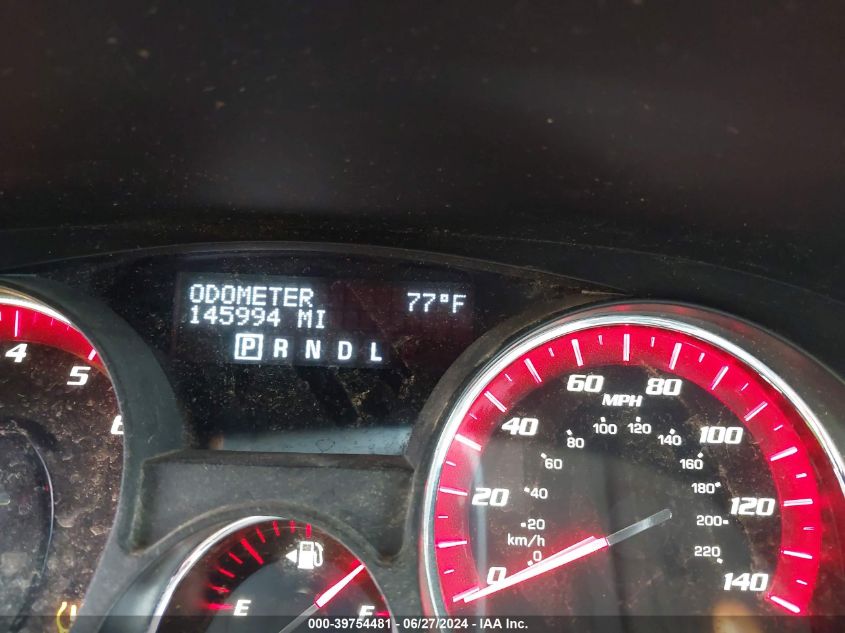 ODOMETER 77°F
145994 MI
P R N D L
4
5
6
60 80
MPH
40 100
20 120
0 140
80 100 120 140
60 160
40 180
20 200
km/h
0 220
E F
000-39754481 - 06/27/2024 - IAA Inc.